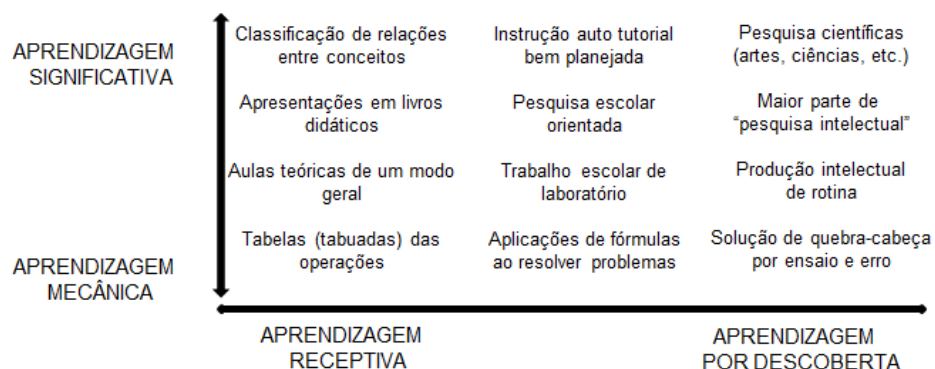 APRENDIZAGEM
SIGNIFICATIVA
Classificação de relações
entre conceitos
Instrução auto tutorial
bem planejada
Pesquisa científicas
(artes, ciências, etc.)
Apresentações em livros
didáticos
Pesquisa escolar
orientada
Maior parte de
“pesquisa intelectual”
Aulas teóricas de um modo
geral
Trabalho escolar de
laboratório
Produção intelectual
de rotina
APRENDIZAGEM
MECÂNICA
Tabelas (tabuadas) das
operações
Aplicações de fórmulas
ao resolver problemas
Solução de quebra-cabeça
por ensaio e erro
APRENDIZAGEM
RECEPTIVA
APRENDIZAGEM
POR DESCOBERTA